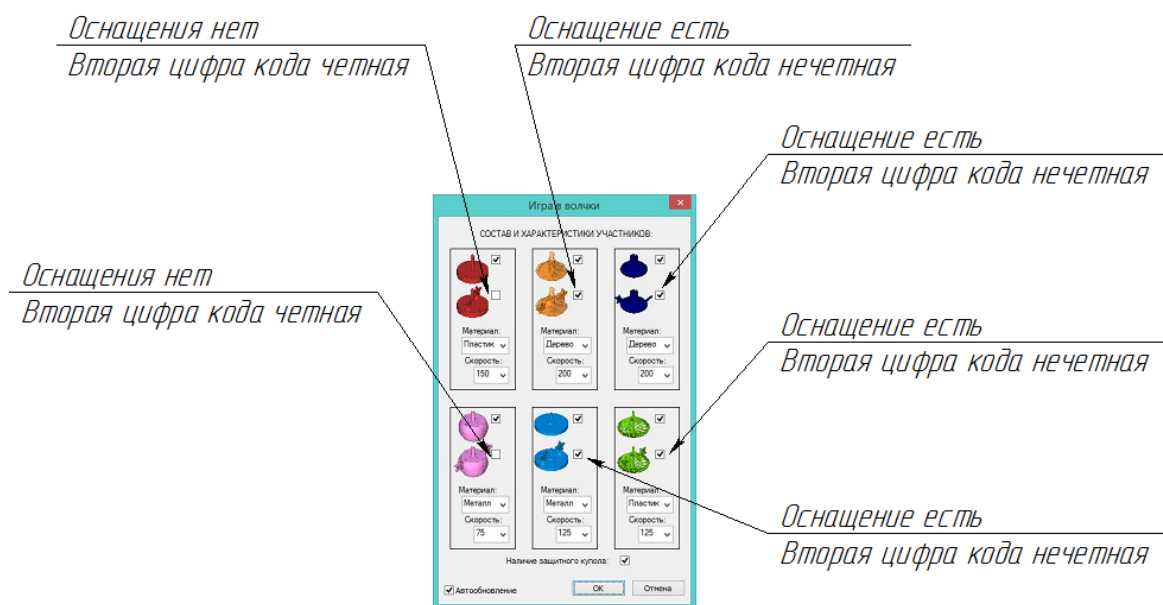 Оснащения нет
Вторая цифра кода четная
Оснащение есть
Вторая цифра кода нечетная
Оснащение есть
Вторая цифра кода нечетная
Игра в волчки
СОСТАВ И ХАРАКТЕРИСТИКИ УЧАСТНИКОВ:
Оснащения нет
Вторая цифра кода четная
Материал: Материал: Материал:
Пластик Дерево Дерево
Скорость: Скорость: Скорость:
150 200 200
Оснащение есть
Вторая цифра кода нечетная
Материал: Материал: Материал:
Металл Металл Пластик
Скорость: Скорость: Скорость:
75 125 125
Оснащение есть
Вторая цифра кода нечетная
Наличие защитного купола:
Автообновление OK Отмена